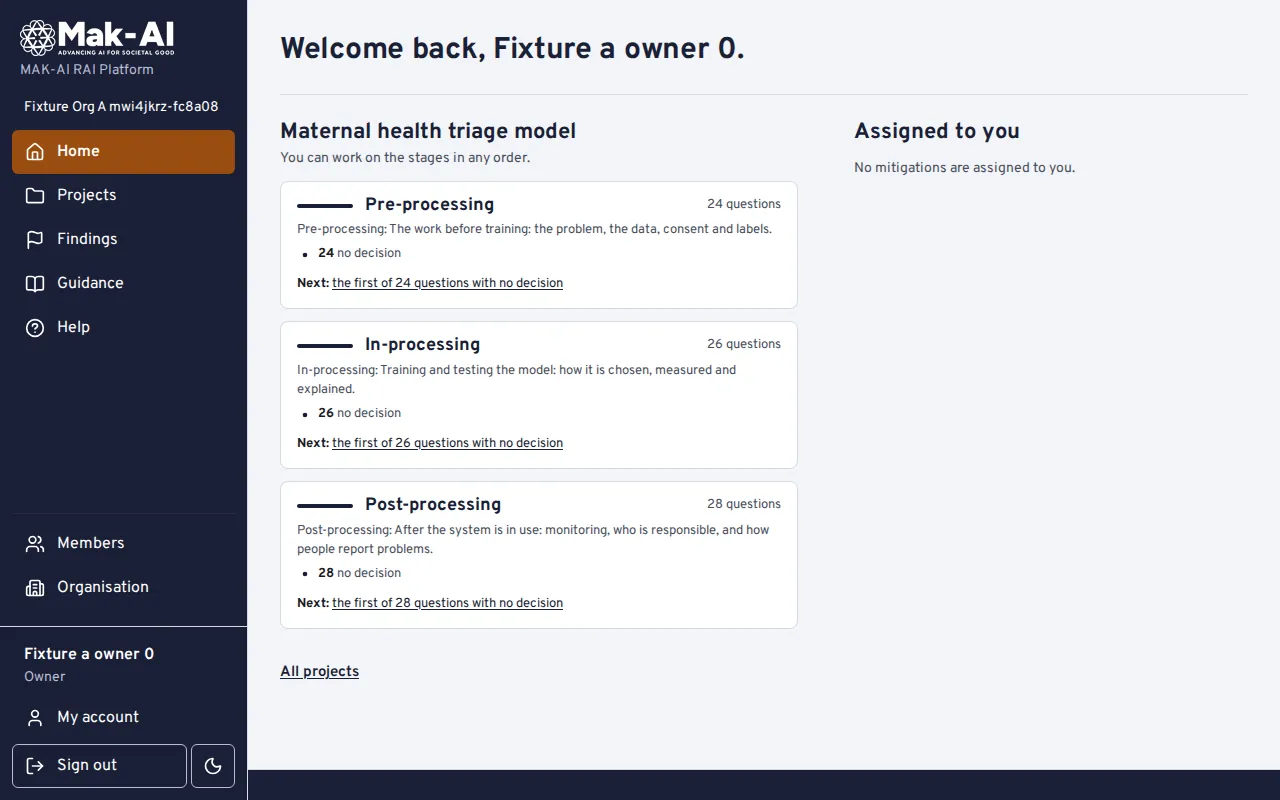 Mak-AI
ADVANCING AI FOR SOCIETAL GOOD
MAK-AI RAI Platform
Fixture Org A mwi4jkrz-fc8a08
Home
Projects
Findings
Guidance
Help
Members
Organisation
Fixture a owner 0
Owner
My account
Sign out
Welcome back, Fixture a owner 0.
Maternal health triage model
You can work on the stages in any order.
Pre-processing
24 questions
Pre-processing: The work before training: the problem, the data, consent and labels.
24 no decision
Next: the first of 24 questions with no decision
In-processing
26 questions
In-processing: Training and testing the model: how it is chosen, measured and
explained.
26 no decision
Next: the first of 26 questions with no decision
Post-processing
28 questions
Post-processing: After the system is in use: monitoring, who is responsible, and how
people report problems.
28 no decision
Next: the first of 28 questions with no decision
All projects
Assigned to you
No mitigations are assigned to you.